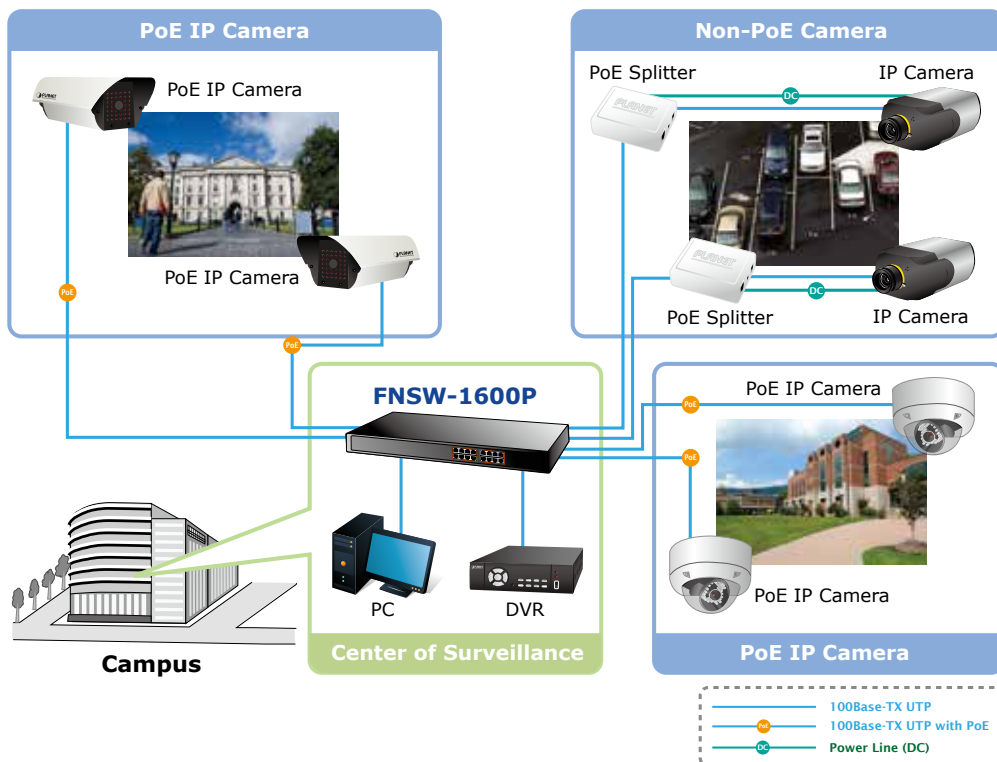 PoE IP Camera
PoE IP Camera
PoE IP Camera
PoE
PoE
Non-PoE Camera
PoE Splitter
IP Camera
DC
PLANET
PoE Splitter
IP Camera
DC
PLANET
FNSW-1600P
PC
DVR
Center of Surveillance
Campus
PoE IP Camera
PoE
PoE
PoE IP Camera
PoE IP Camera
100Base-TX UTP
PoE
100Base-TX UTP with PoE
DC
Power Line (DC)